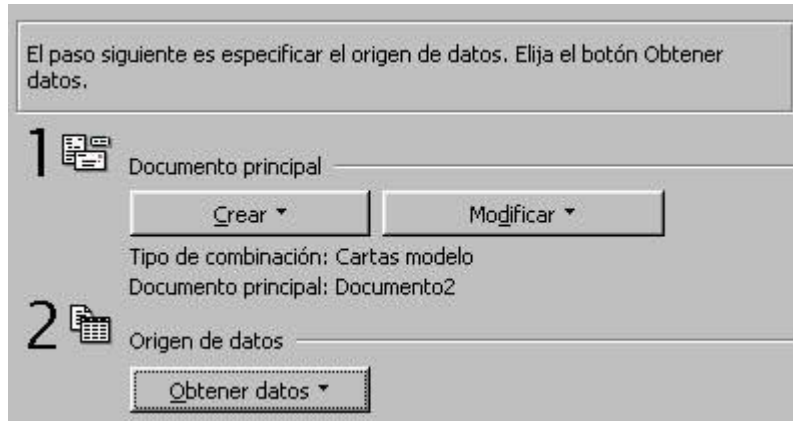 El paso siguiente es especificar el origen de datos. Elija el botón Obtener
datos.
1
Documento principal
Crear
Modificar
Tipo de combinación: Cartas modelo
Documento principal: Documento2
2
Origen de datos
Obtener datos